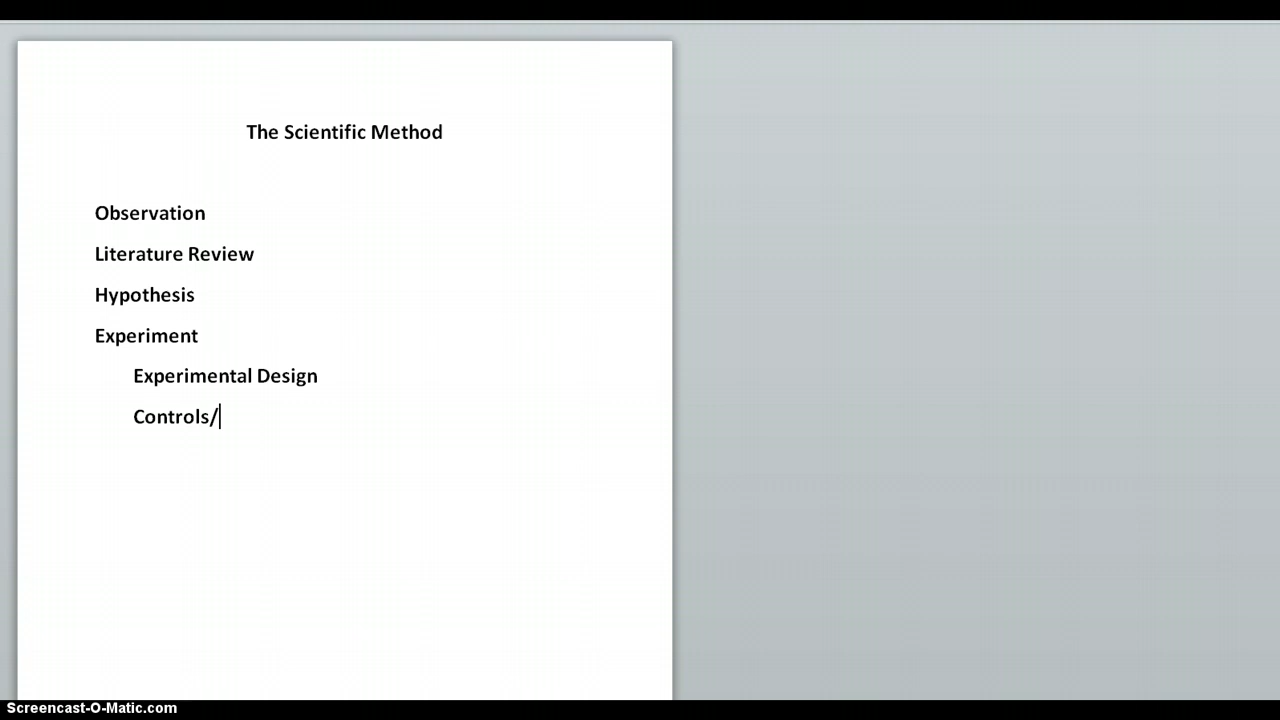 The Scientific Method
Observation
Literature Review
Hypothesis
Experiment
Experimental Design
Controls/
Screencast-O-Matic.com